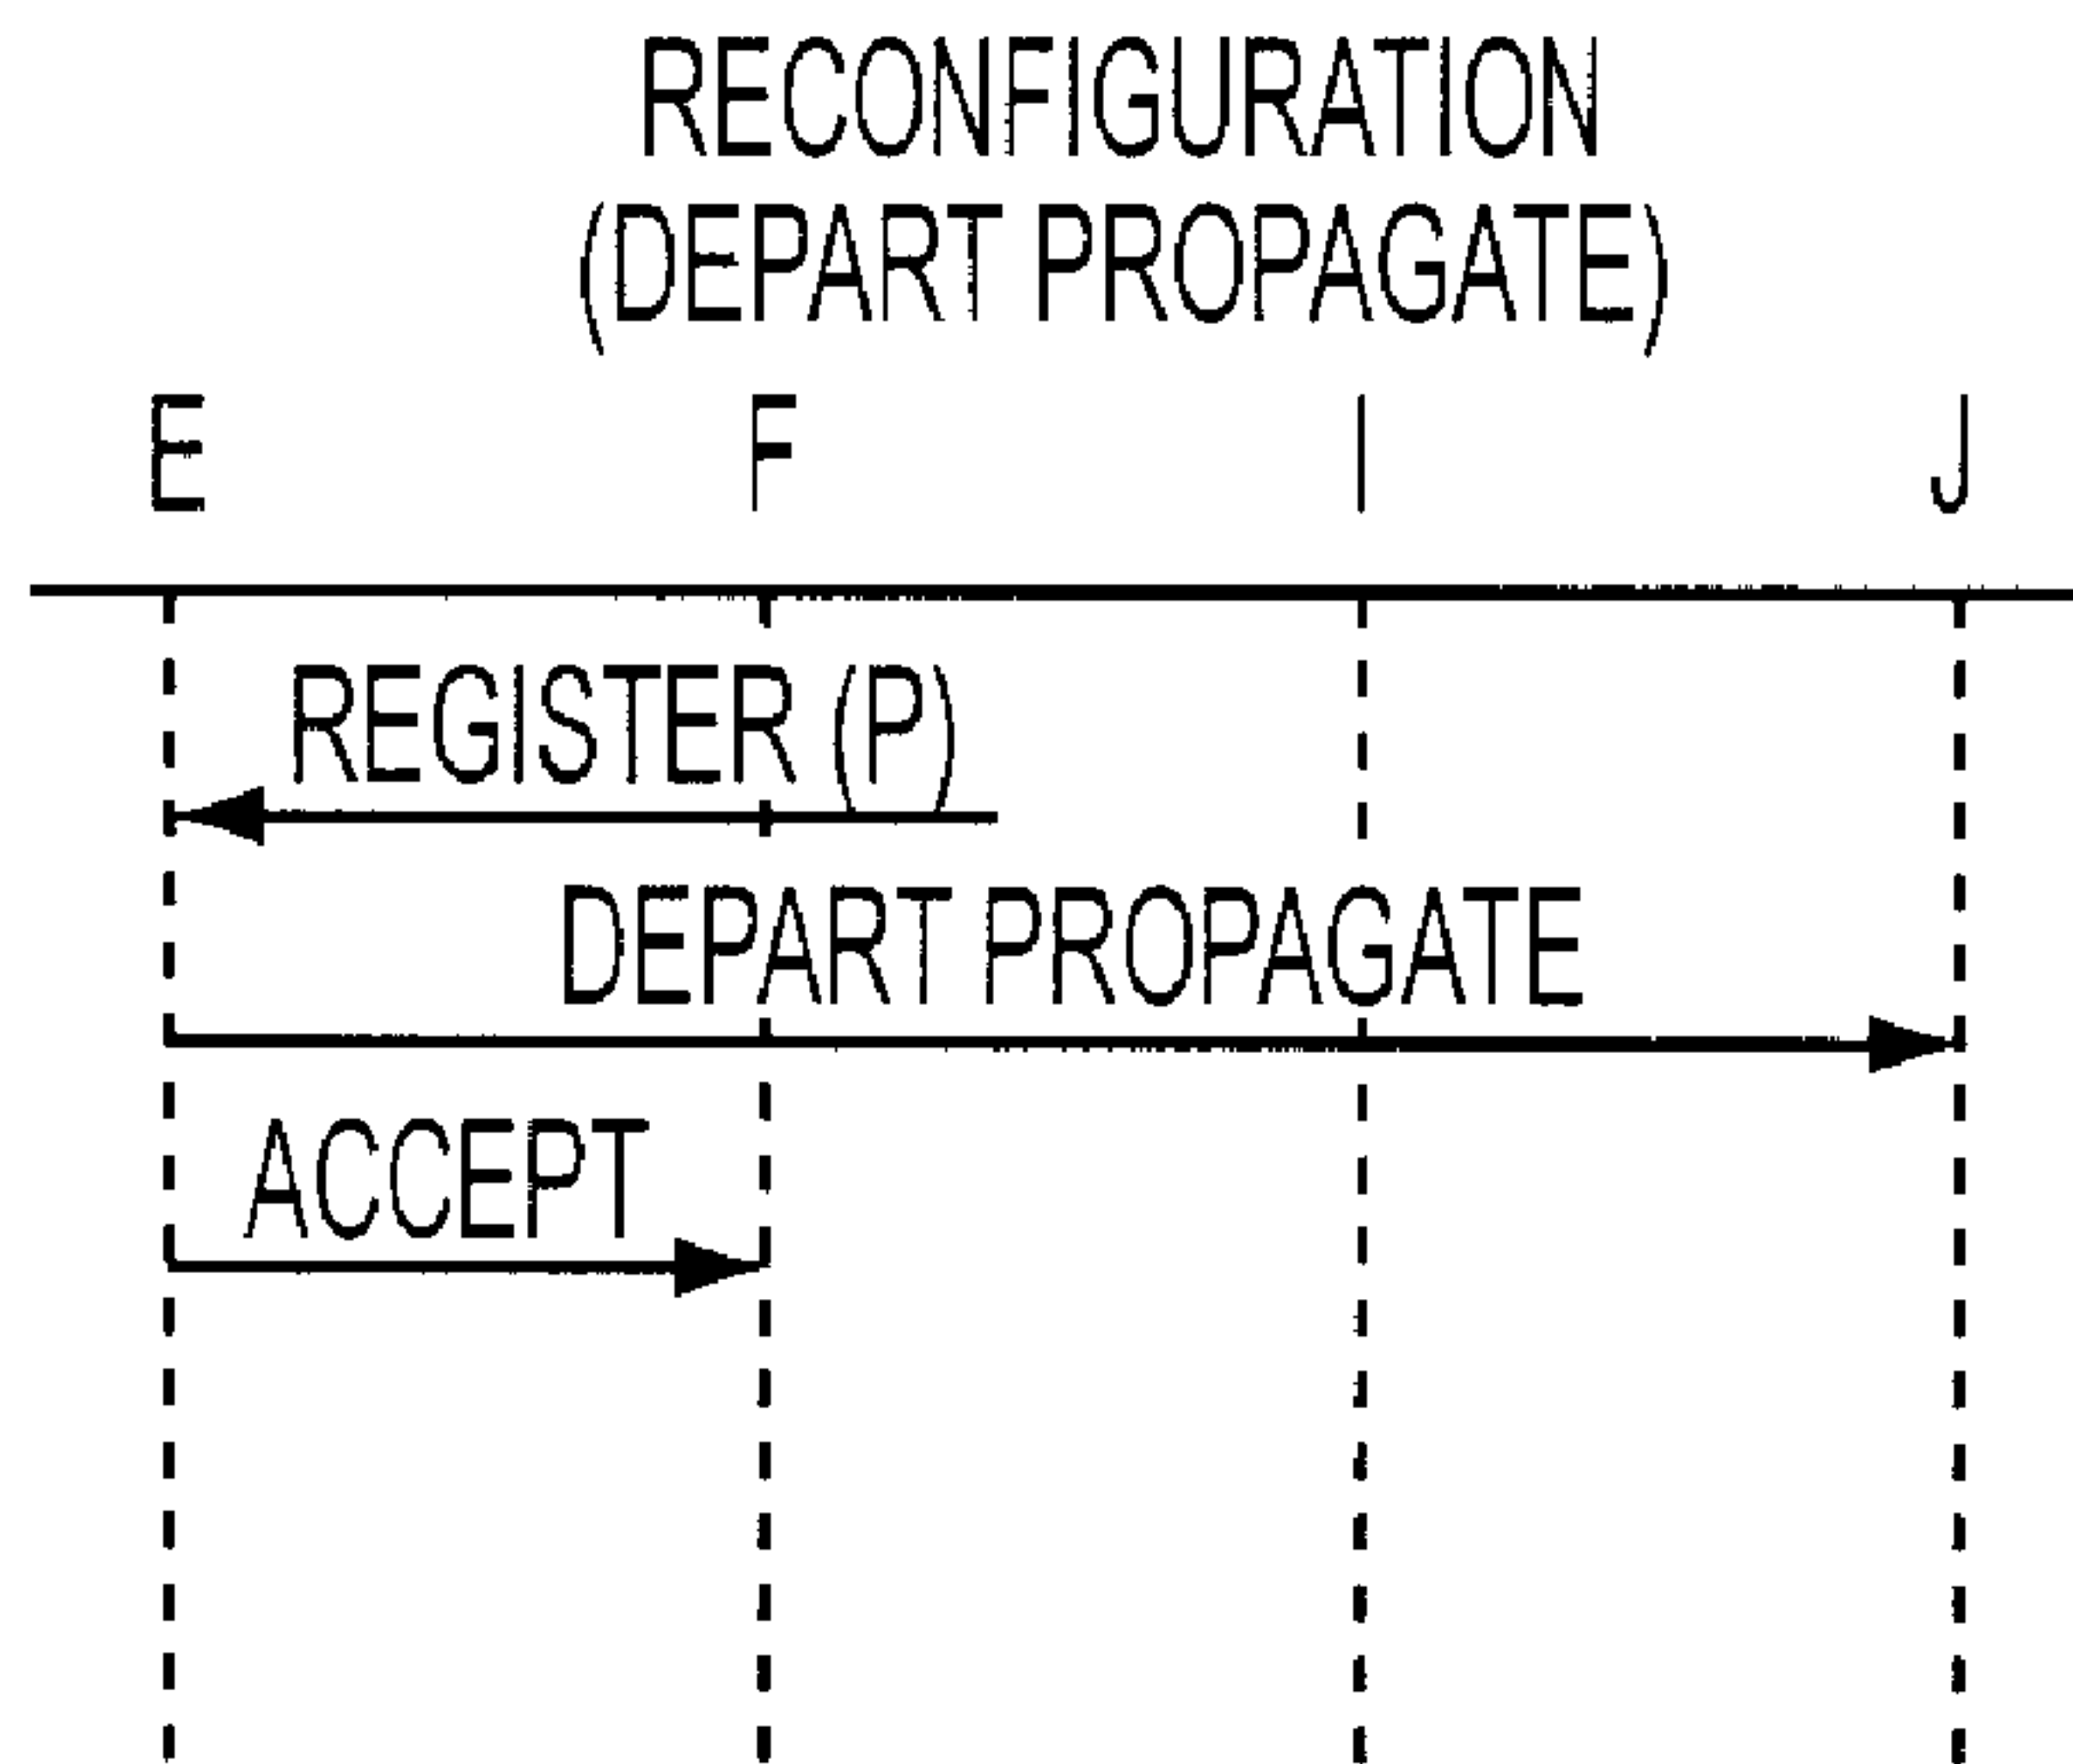 RECONFIGURATION
(DEPART PROPAGATE)
E F I J
REGISTER (P)
DEPART PROPAGATE
ACCEPT